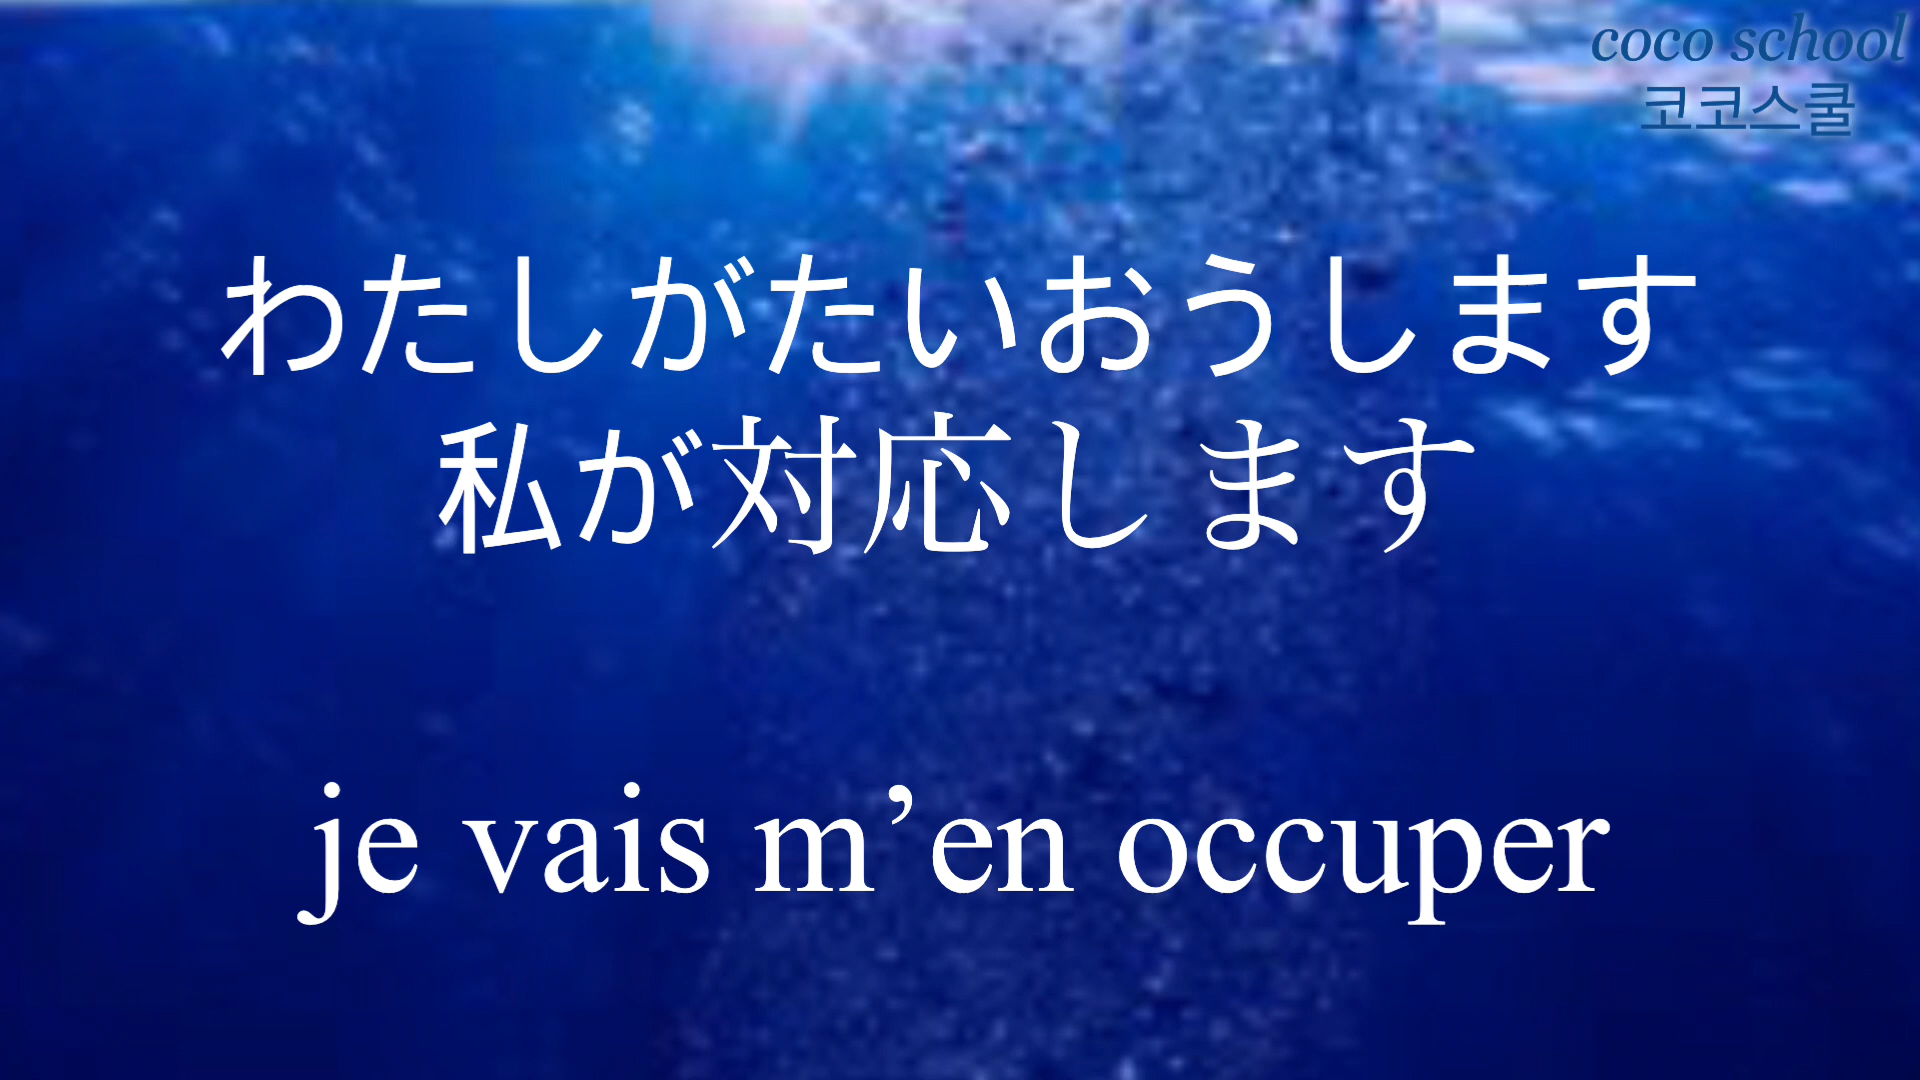 coco school
코코스쿨
わたしがたいおうします
私が対応します
je vais m’en occuper